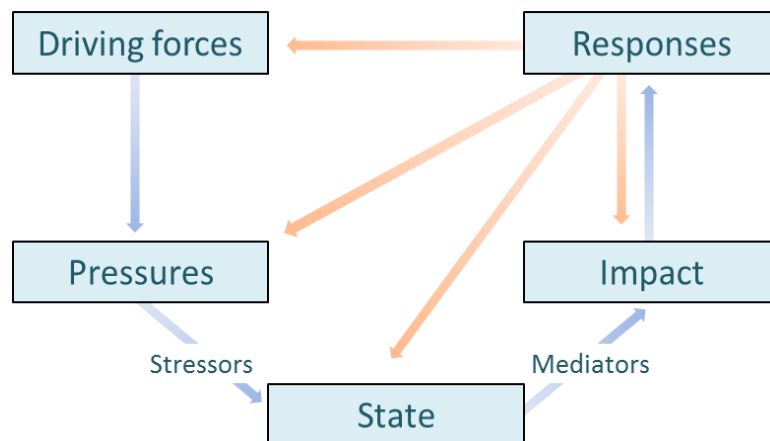 Driving forces
Responses
Pressures
Impact
Stressors
Mediators
State